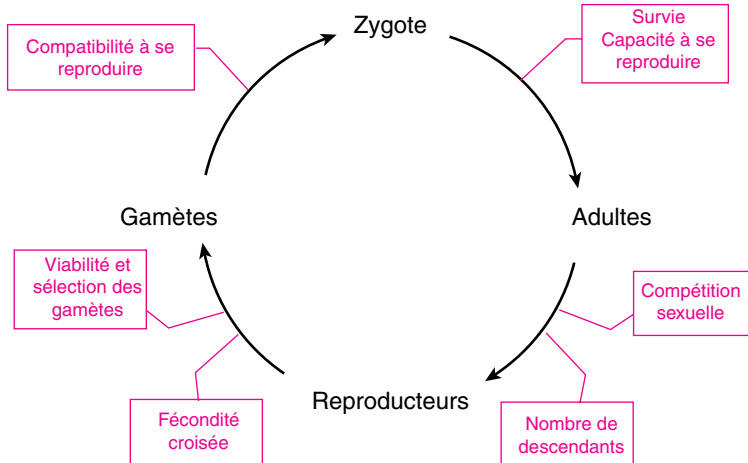 Zygote
Survie
Capacité à se
reproduire
Compatibilité à se
reproduire
Gamètes
Adultes
Viabilité et
sélection des
gamètes
Compétition
sexuelle
Reproducteurs
Fécondité
croisée
Nombre de
descendants